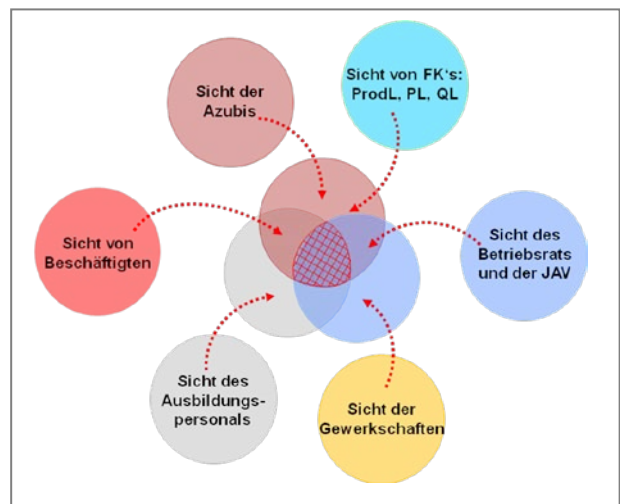 Sicht der
Azubis
Sicht von FK‘s:
ProdL, PL, QL
Sicht von
Beschäftigten
Sicht des
Betriebsrats
und der JAV
Sicht des
Ausbildungs-
personals
Sicht der
Gewerkschaften